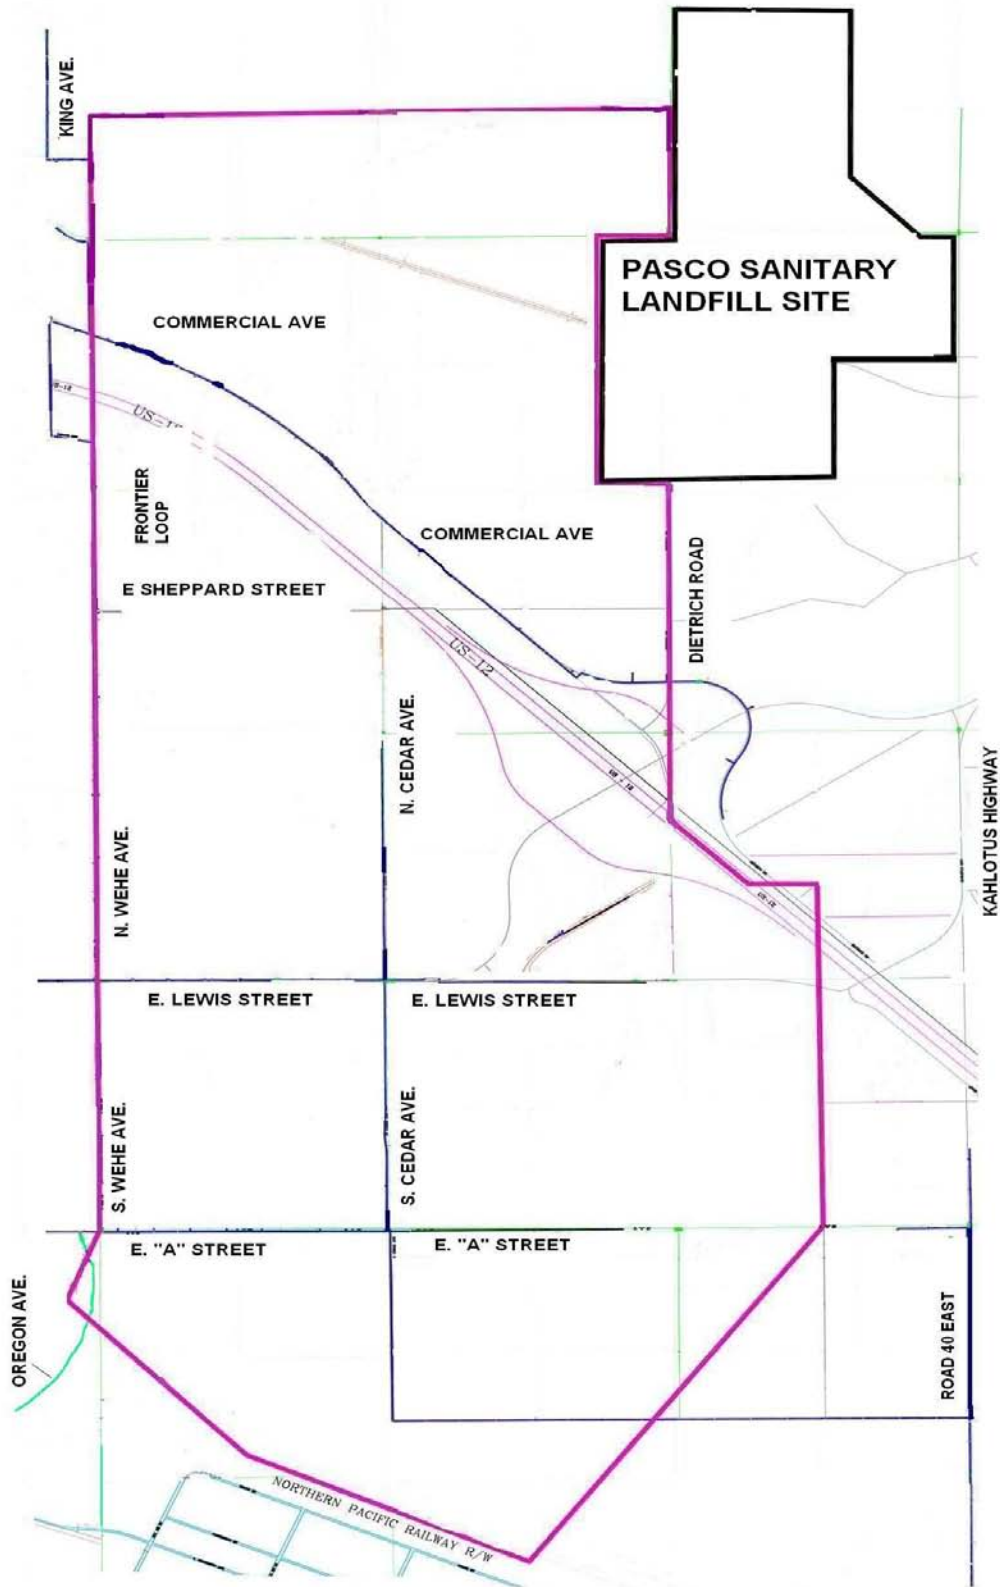 KING AVE.
PASCO SANITARY
LANDFILL SITE
COMMERCIAL AVE
FRONTIER
LOOP
COMMERCIAL AVE
E SHEPPARD STREET
DIETRICH ROAD
US-12
N. CEDAR AVE.
KAHLOTUS HIGHWAY
N. WEHE AVE.
E. LEWIS STREET
E. LEWIS STREET
S. WEHE AVE.
S. CEDAR AVE.
E. "A" STREET
E. "A" STREET
OREGON AVE.
ROAD 40 EAST
NORTHERN PACIFIC RAILWAY R/W